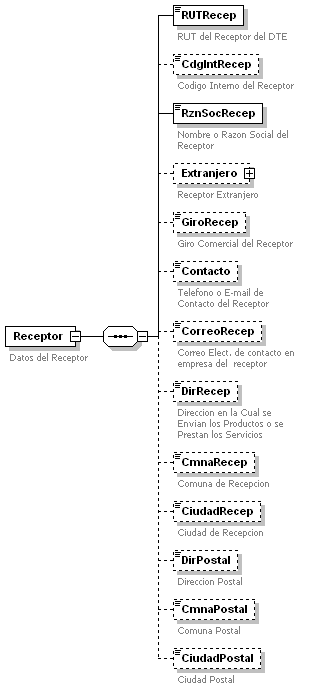 RUTRecep
RUT del Receptor del DTE
CdgIntRecep
Codigo Interno del Receptor
RznSocRecep
Nombre o Razon Social del
Receptor
Extranjero
Receptor Extranjero
GiroRecep
Giro Comercial del Receptor
Contacto
Telefono o E-mail de
Contacto del Receptor
Receptor
Datos del Receptor
CorreoRecep
Correo Elect. de contacto en
empresa del receptor
DirRecep
Direccion en la Cual se
Envian los Productos o se
Prestan los Servicios
CmnaRecep
Comuna de Recepcion
CiudadRecep
Ciudad de Recepcion
DirPostal
Direccion Postal
CmnaPostal
Comuna Postal
CiudadPostal
Ciudad Postal